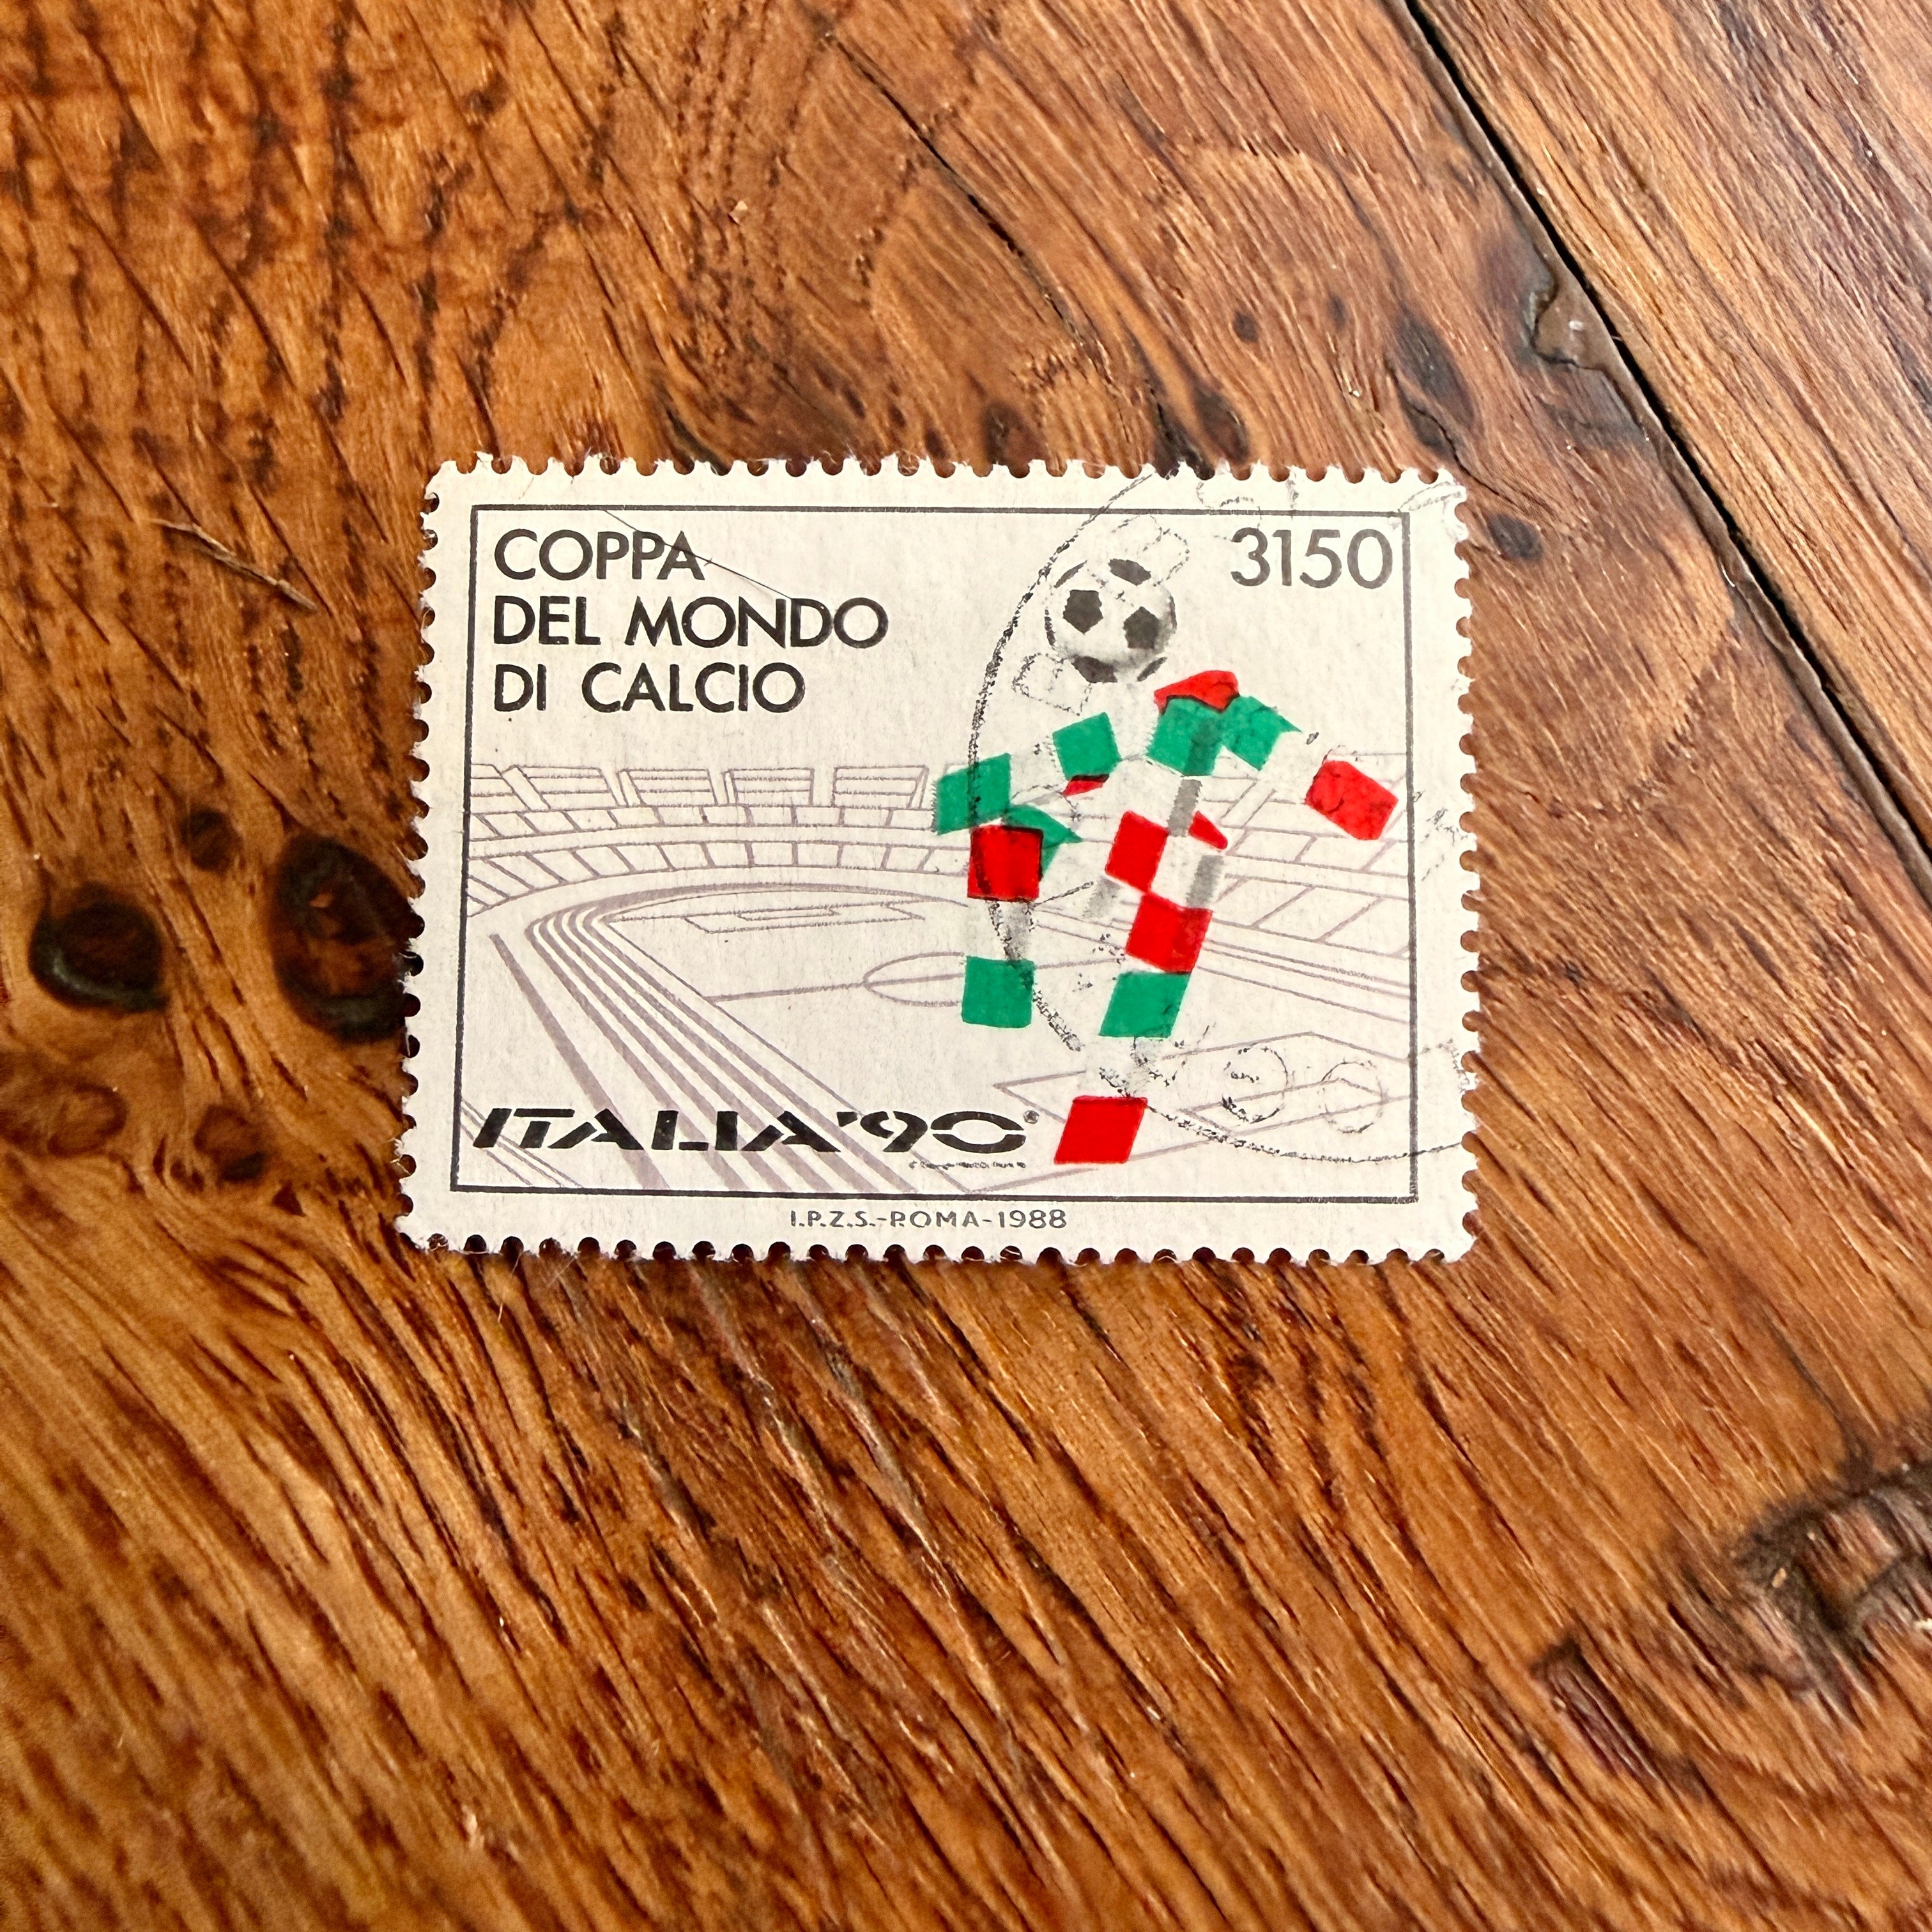 COPPA
DEL MONDO
DI CALCIO
3150
ITALIA '90
I.P.Z.S.-ROMA-1988